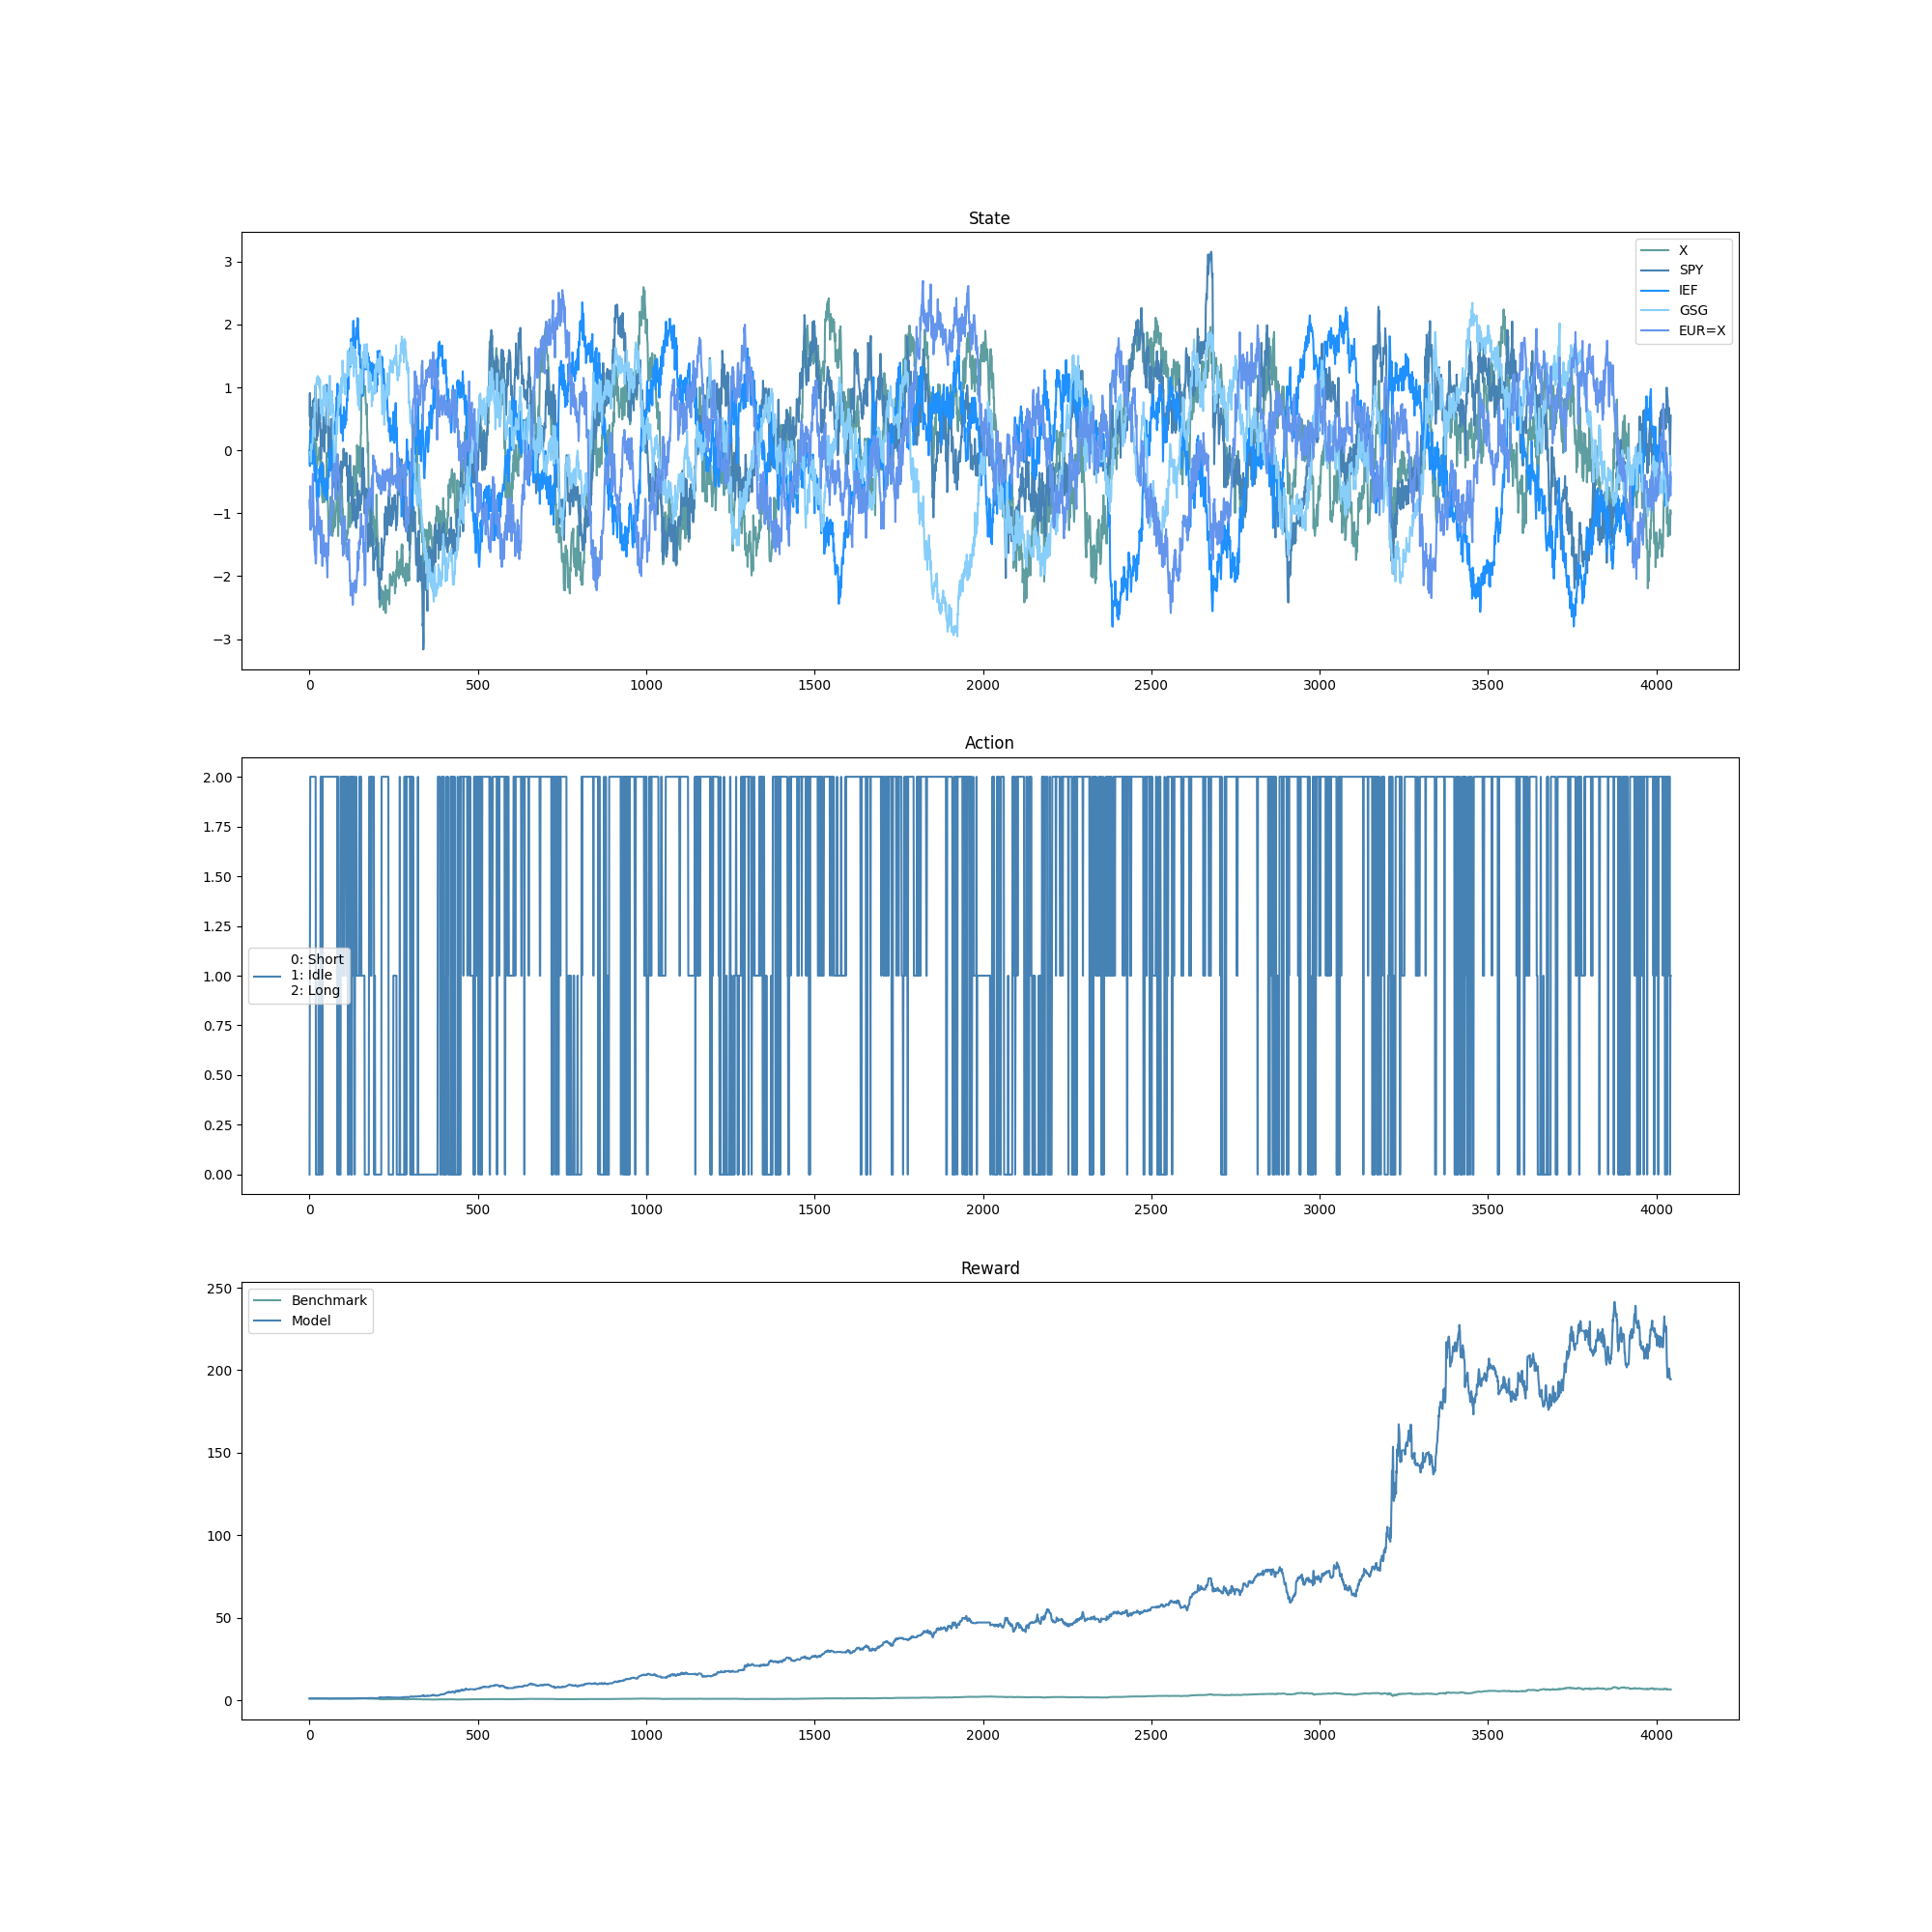 State
3
2
1
0
−1
−2
−3
X
SPY
IEF
GSG
EUR=X
0 500 1000 1500 2000 2500 3000 3500 4000
Action
2.00
1.75
1.50
1.25
1.00
0.75
0.50
0.25
0.00
0: Short
1: Idle
2: Long
0 500 1000 1500 2000 2500 3000 3500 4000
Reward
250
200
150
100
50
0
Benchmark
Model
0 500 1000 1500 2000 2500 3000 3500 4000